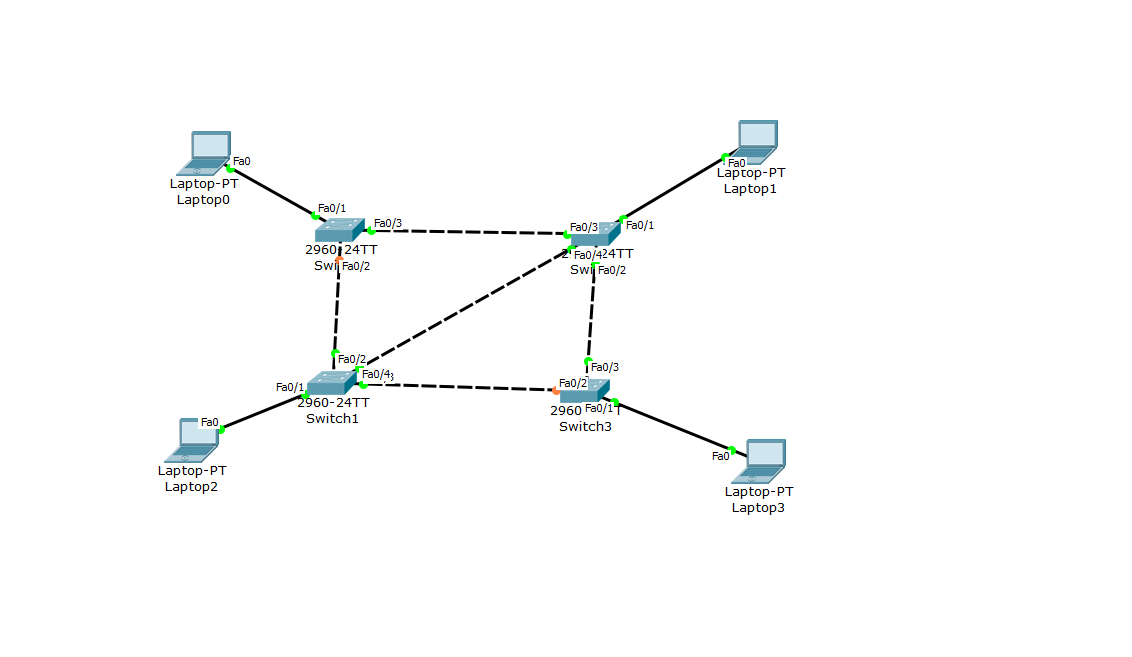 Fa0
Laptop-PT
Laptop0
Fa0
Laptop-PT
Laptop1
Fa0/1
Fa0/3
2960-24TT
Fa0/2
Fa0/3
Fa0/1
Fa0/4
24TT
Fa0/2
Fa0/2
Fa0/4
Fa0/1
2960-24TT
Switch1
Fa0/3
Fa0/2
Fa0/1
2960
Switch3
Fa0
Laptop-PT
Laptop2
Fa0
Laptop-PT
Laptop3